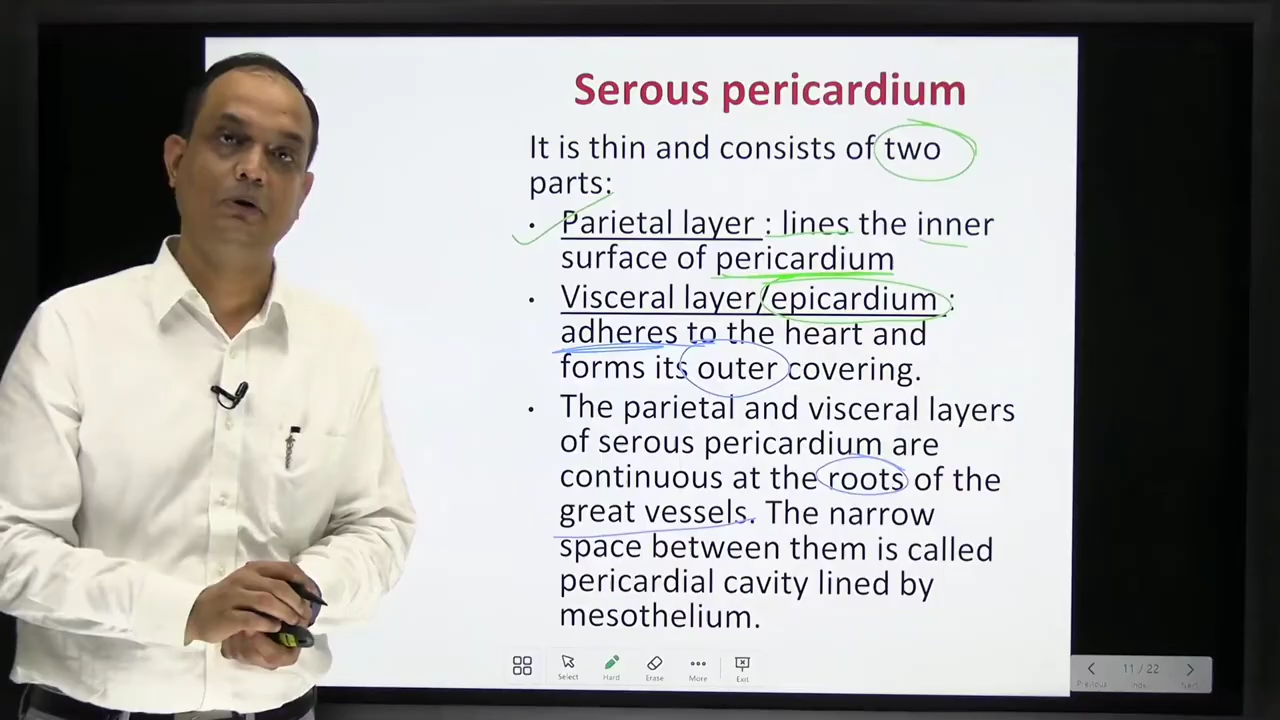 Serous pericardium
It is thin and consists of two
parts:
• Parietal layer : lines the inner
surface of pericardium
• Visceral layer/epicardium :
adheres to the heart and
forms its outer covering.
• The parietal and visceral layers
of serous pericardium are
continuous at the roots of the
great vessels. The narrow
space between them is called
pericardial cavity lined by
mesothelium.
Select Hard Erase More Exit
11 / 22
Previous Next